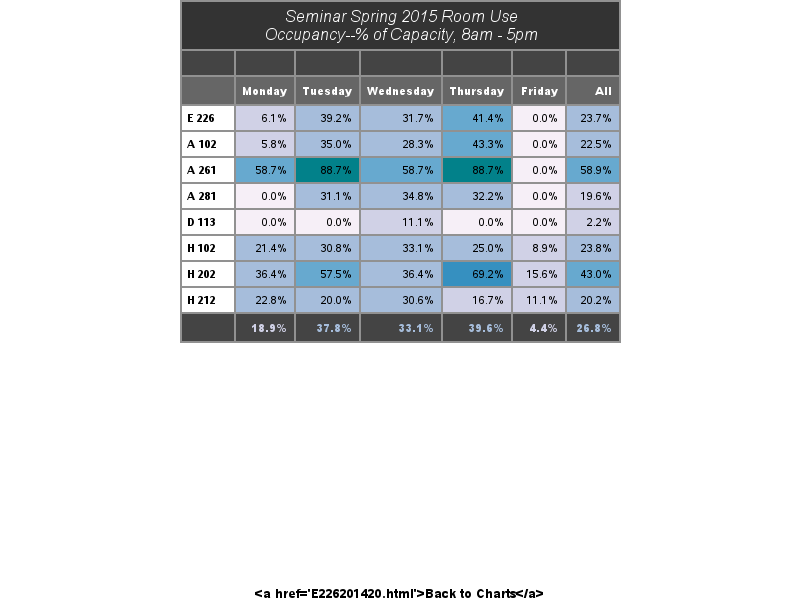 Seminar Spring 2015 Room Use
Occupancy--% of Capacity, 8am - 5pm
Monday Tuesday Wednesday Thursday Friday All
E 226 6.1% 39.2% 31.7% 41.4% 0.0% 23.7%
A 102 5.8% 35.0% 28.3% 43.3% 0.0% 22.5%
A 261 58.7% 88.7% 58.7% 88.7% 0.0% 58.9%
A 281 0.0% 31.1% 34.8% 32.2% 0.0% 19.6%
D 113 0.0% 0.0% 11.1% 0.0% 0.0% 2.2%
H 102 21.4% 30.8% 33.1% 25.0% 8.9% 23.8%
H 202 36.4% 57.5% 36.4% 69.2% 15.6% 43.0%
H 212 22.8% 20.0% 30.6% 16.7% 11.1% 20.2%
18.9% 37.8% 33.1% 39.6% 4.4% 26.8%
<a href='E226201420.html'>Back to Charts</a>